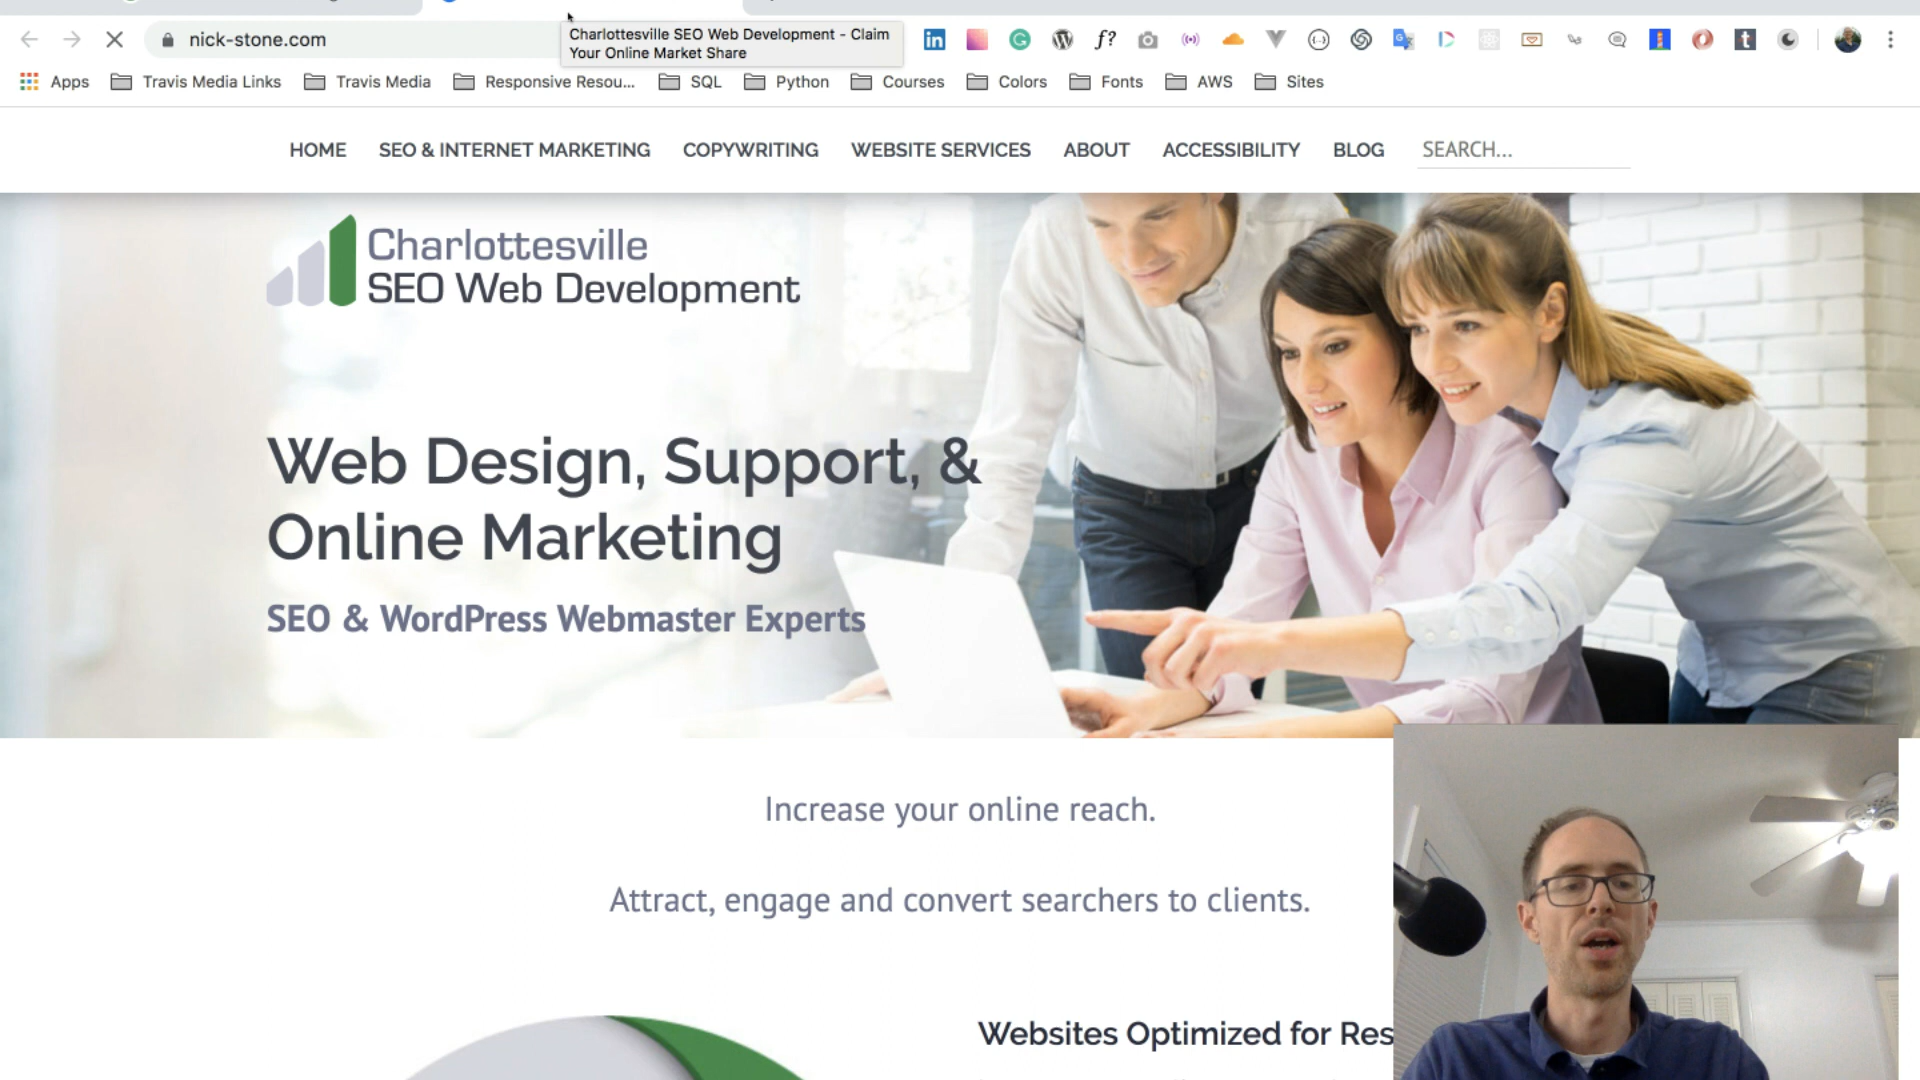 nick-stone.com
Charlottesville SEO Web Development - Claim
Your Online Market Share
Apps
Travis Media Links
Travis Media
Responsive Resou...
SQL
Python
Courses
Colors
Fonts
AWS
Sites
HOME
SEO & INTERNET MARKETING
COPYWRITING
WEBSITE SERVICES
ABOUT
ACCESSIBILITY
BLOG
SEARCH...
Charlottesville
SEO Web Development
Web Design, Support, &
Online Marketing
SEO & WordPress Webmaster Experts
Increase your online reach.
Attract, engage and convert searchers to clients.
Websites Optimized for Res